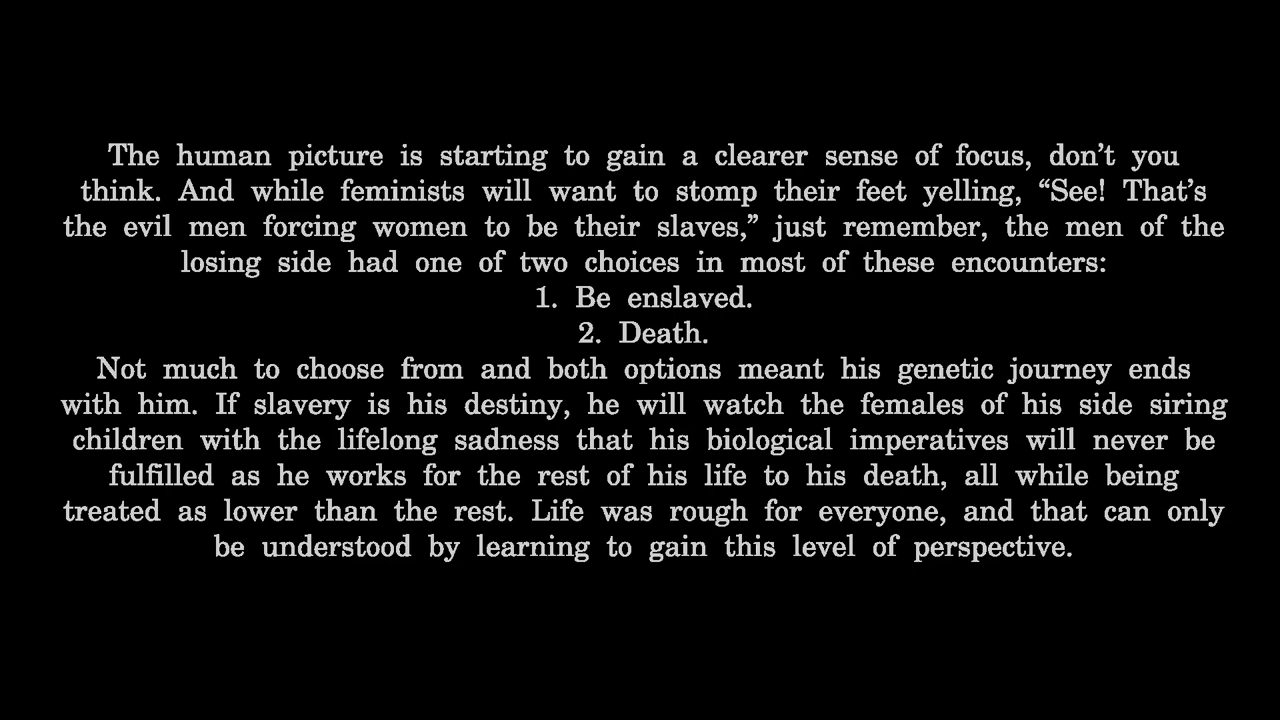 The human picture is starting to gain a clearer sense of focus, don’t you
think. And while feminists will want to stomp their feet yelling, “See! That’s
the evil men forcing women to be their slaves,” just remember, the men of the
losing side had one of two choices in most of these encounters:
1. Be enslaved.
2. Death.
Not much to choose from and both options meant his genetic journey ends
with him. If slavery is his destiny, he will watch the females of his side siring
children with the lifelong sadness that his biological imperatives will never be
fulfilled as he works for the rest of his life to his death, all while being
treated as lower than the rest. Life was rough for everyone, and that can only
be understood by learning to gain this level of perspective.